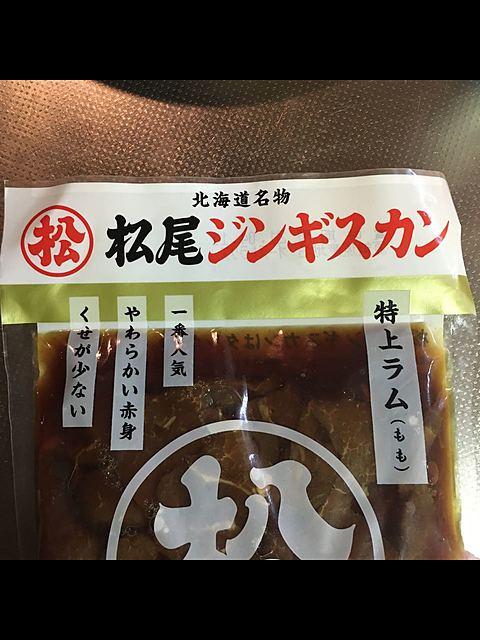 北海道名物
松
松尾ジンギスカン
特上ラム(もも)
一番人気
やわらかい赤身
くせが少ない
松